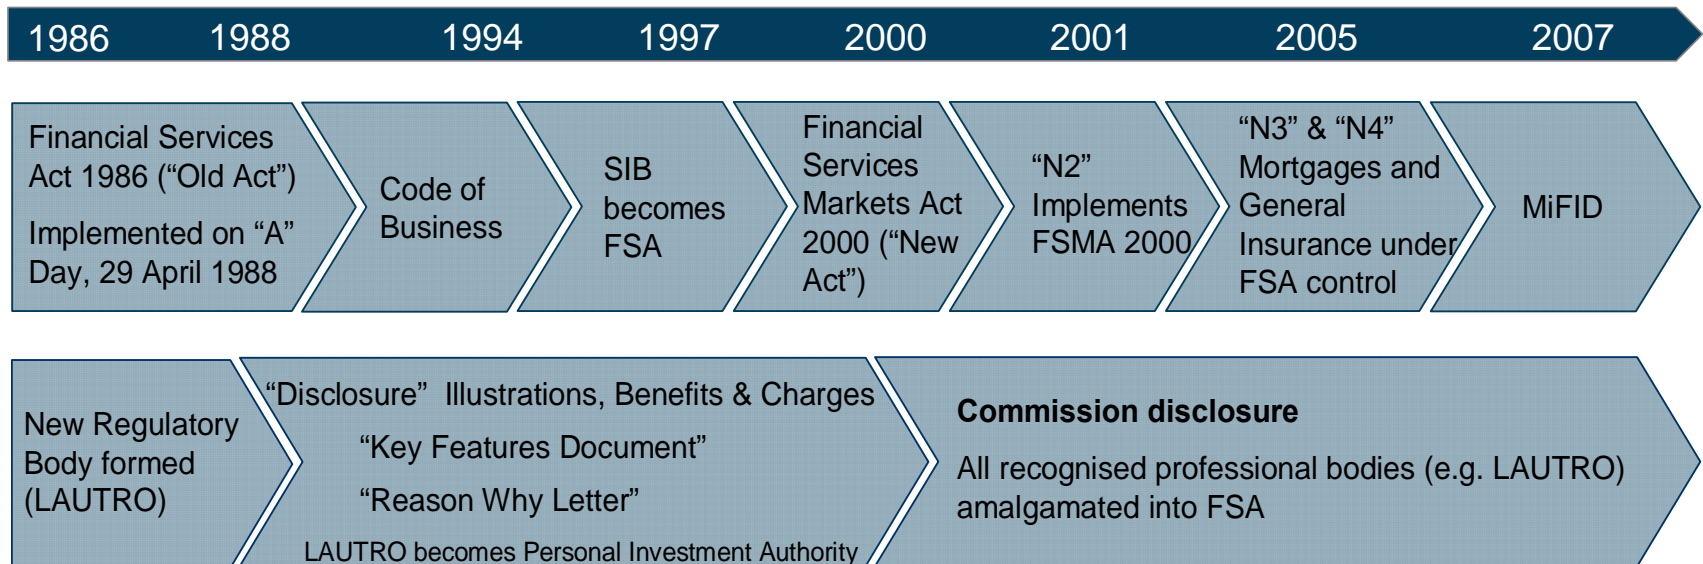 1986 1988 1994 1997 2000 2001 2005 2007
Financial Services
Act 1986 (“Old Act”)
Implemented on “A”
Day, 29 April 1988
Code of
Business
SIB
becomes
FSA
Financial
Services
Markets Act
2000 (“New
Act”)
“N2”
Implements
FSMA 2000
“N3” & “N4”
Mortgages and
General
Insurance under
FSA control
MiFID
New Regulatory
Body formed
(LAUTRO)
“Disclosure” Illustrations, Benefits & Charges
“Key Features Document”
“Reason Why Letter”
LAUTRO becomes Personal Investment Authority
Commission disclosure
All recognised professional bodies (e.g. LAUTRO)
amalgamated into FSA